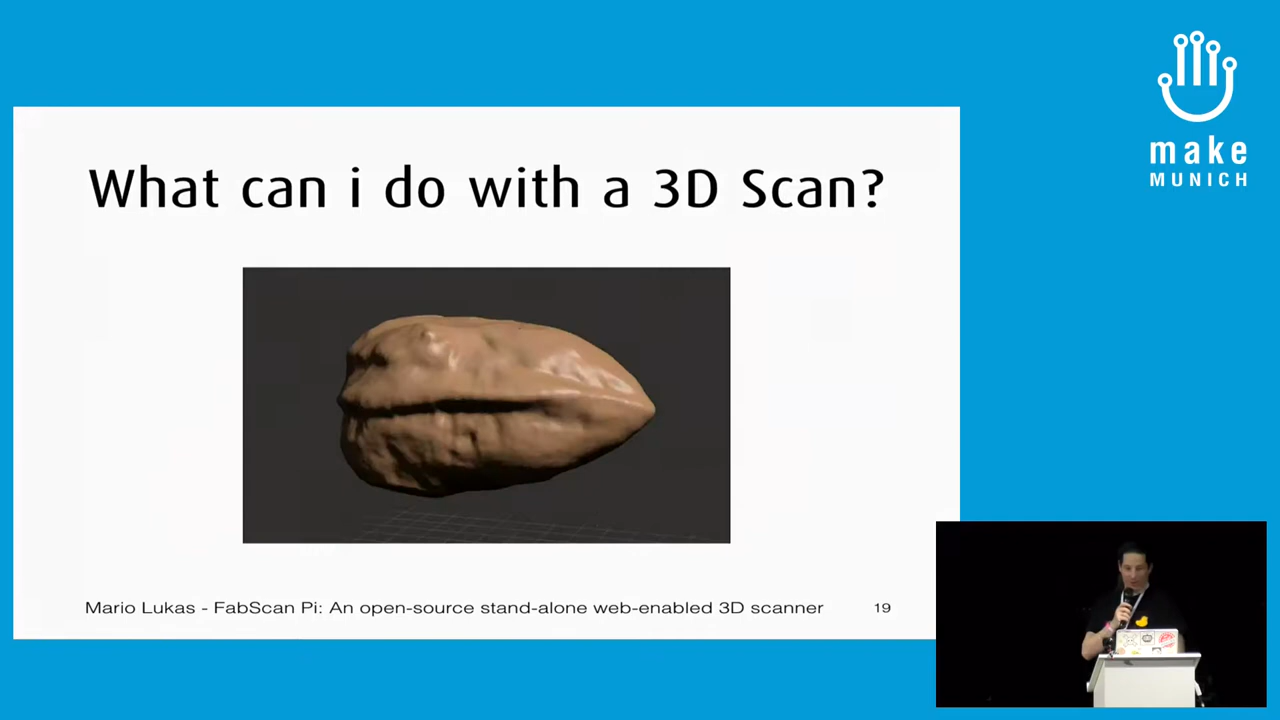 make
MUNICH
What can i do with a 3D Scan?
Mario Lukas - FabScan Pi: An open-source stand-alone web-enabled 3D scanner
19